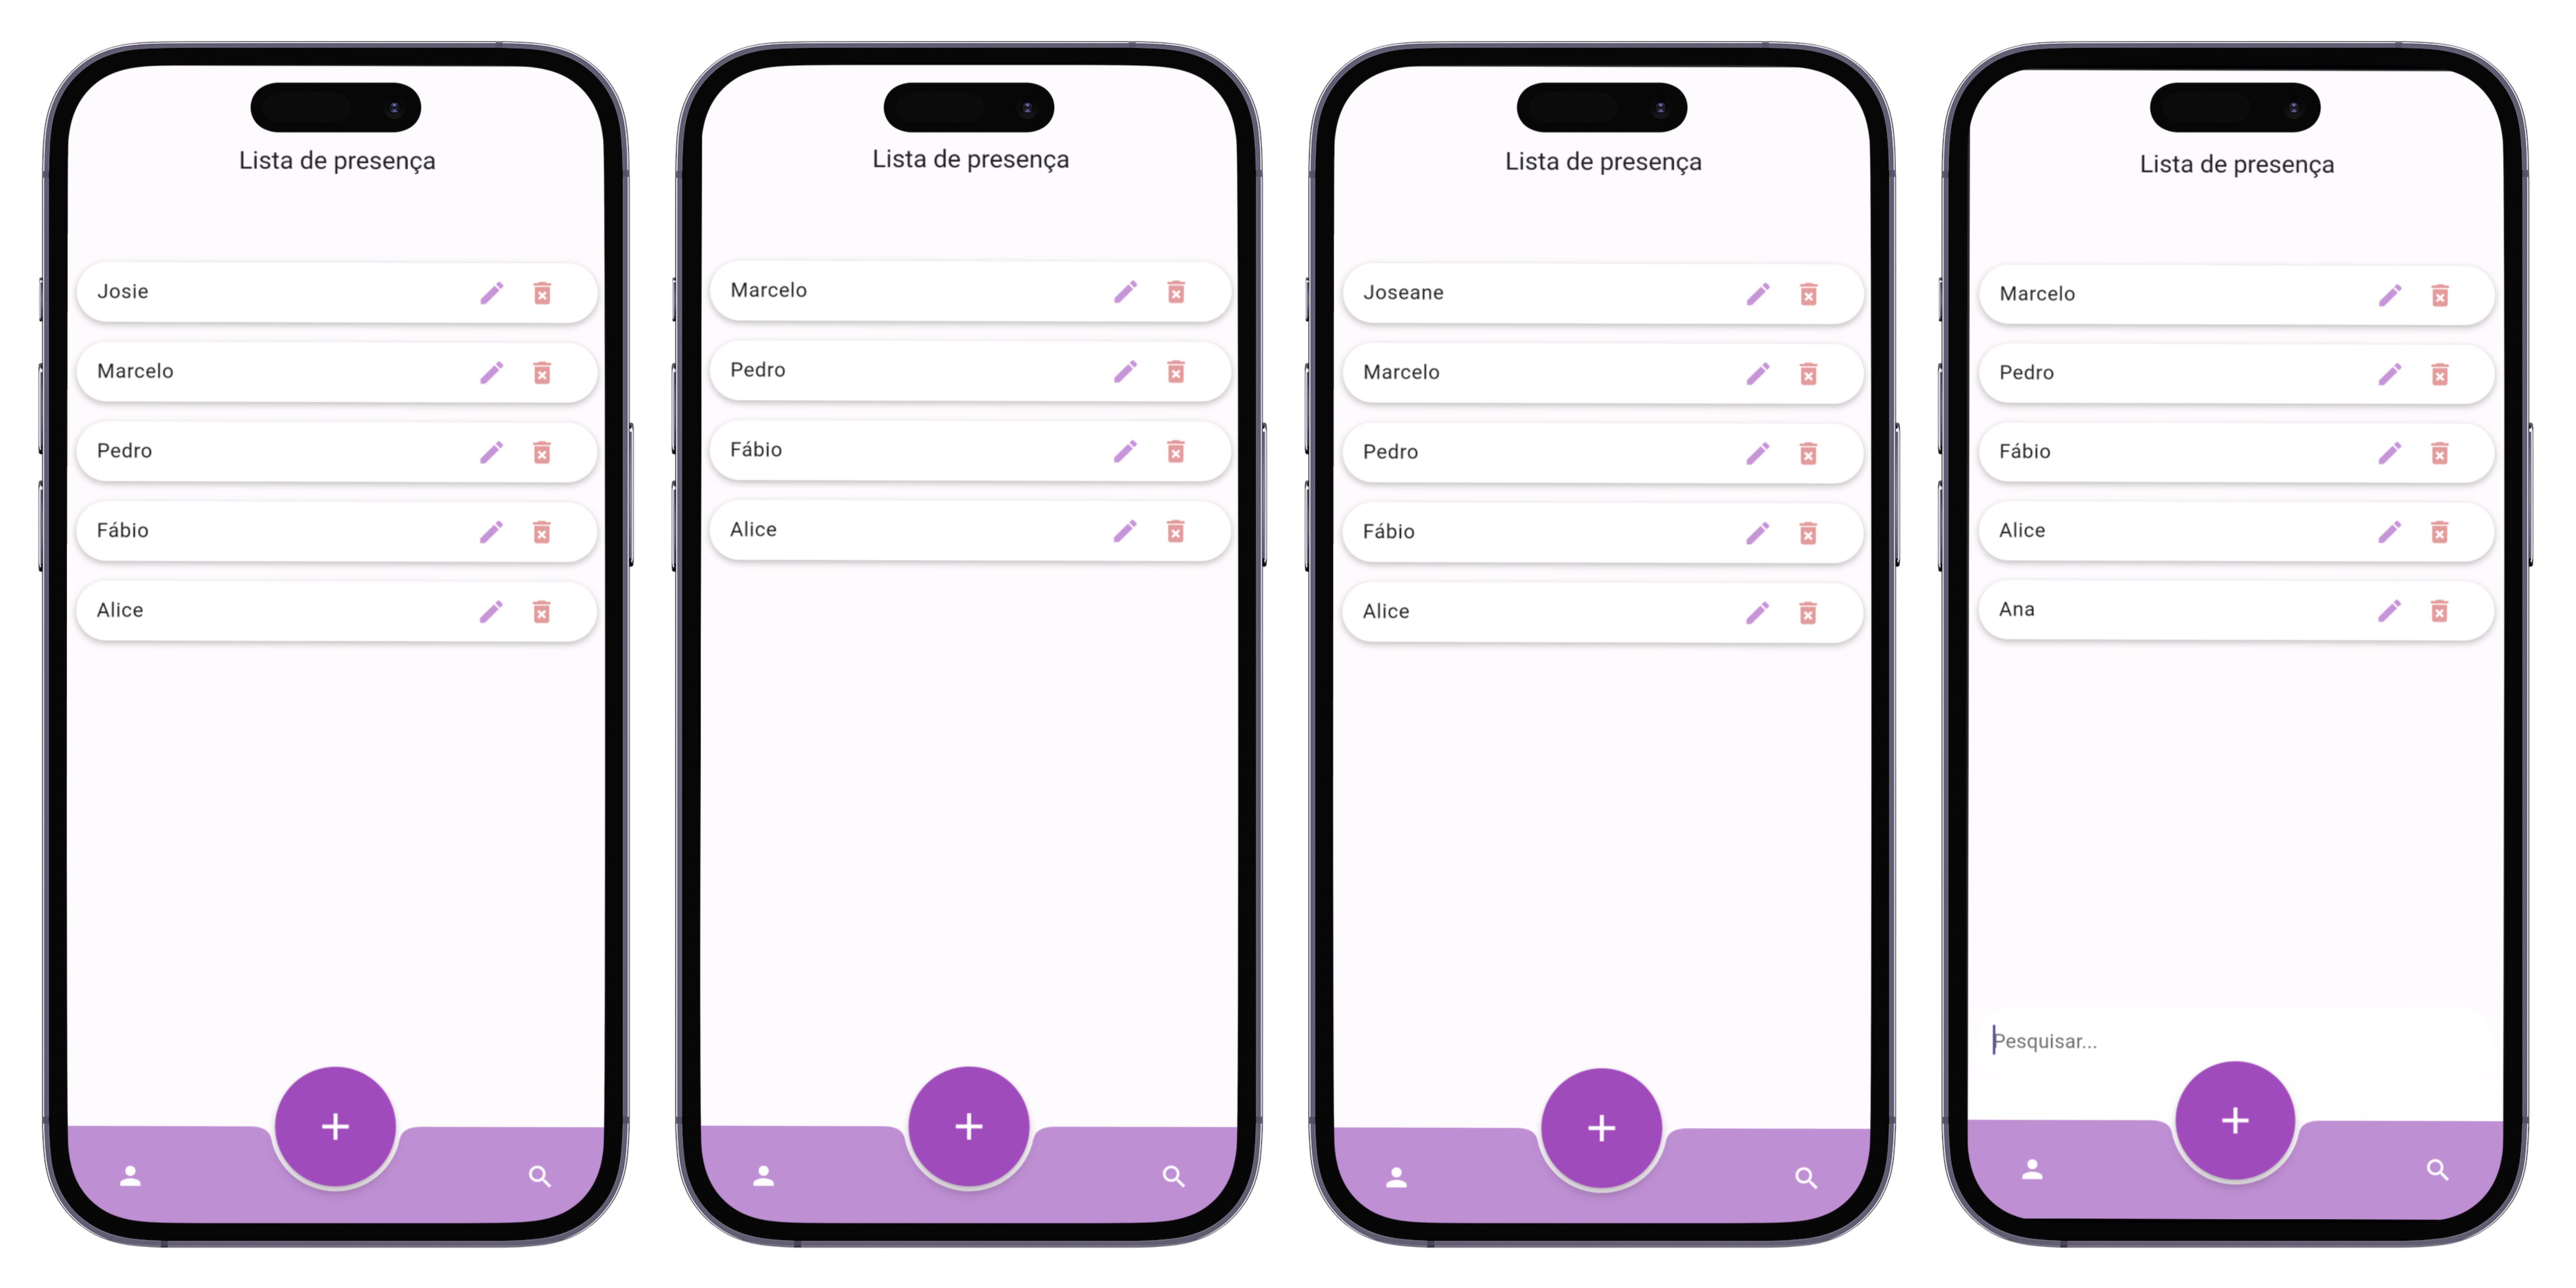 Lista de presença
Josie
Marcelo
Pedro
Fábio
Alice
Lista de presença
Marcelo
Pedro
Fábio
Alice
Lista de presença
Joseane
Marcelo
Pedro
Fábio
Alice
Lista de presença
Marcelo
Pedro
Fábio
Alice
Ana
Pesquisar...